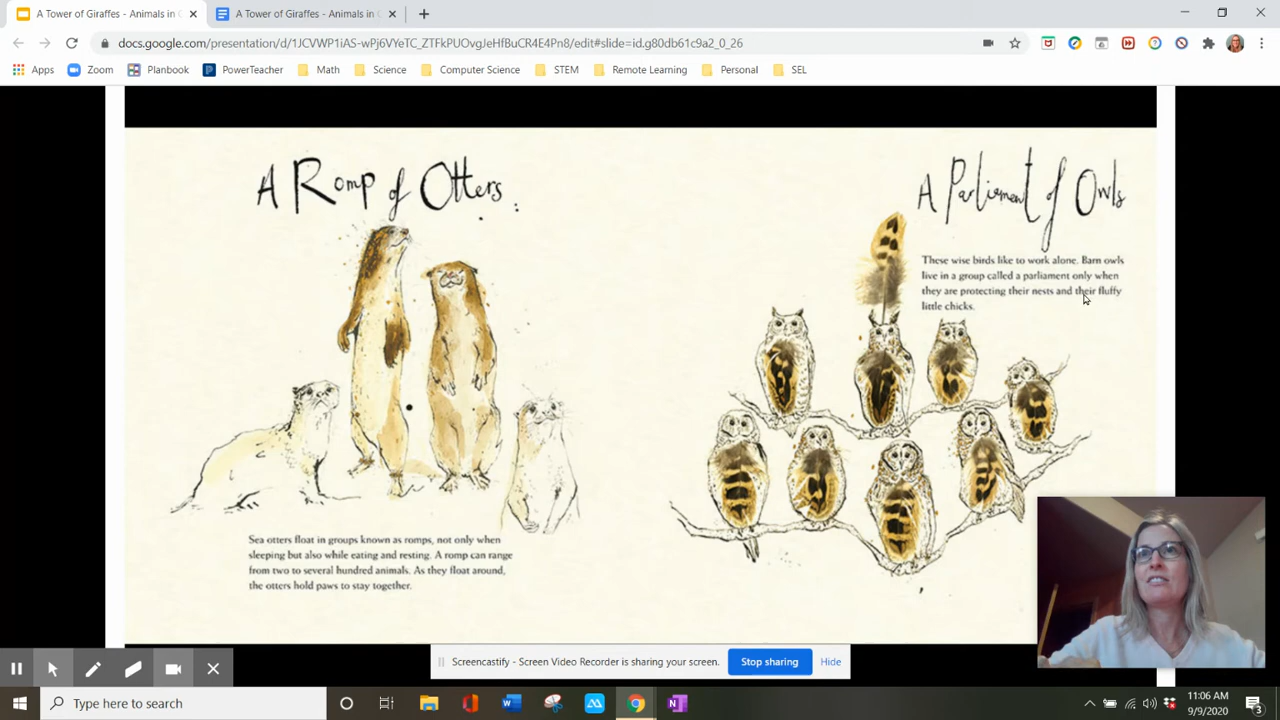 A Tower of Giraffes - Animals in
A Tower of Giraffes - Animals in
docs.google.com/presentation/d/1JCVWP1iAS-wPj6VYeTC_ZTFkPUOvgJeHfBuCR4E4Pn8/edit#slide=id.g80db61c9a2_0_26
Apps Zoom Planbook PowerTeacher Math Science Computer Science STEM Remote Learning Personal SEL
A Romp of Otters
Sea otters float in groups known as romps, not only when
sleeping but also while eating and resting. A romp can range
from two to several hundred animals. As they float around,
the otters hold paws to stay together.
A Parliment of Owls
These wise birds like to work alone. Barn owls
live in a group called a parliament only when
they are protecting their nests and their fluffy
little chicks.
Screencastify - Screen Video Recorder is sharing your screen. Stop sharing Hide
Type here to search
11:06 AM
9/9/2020
3